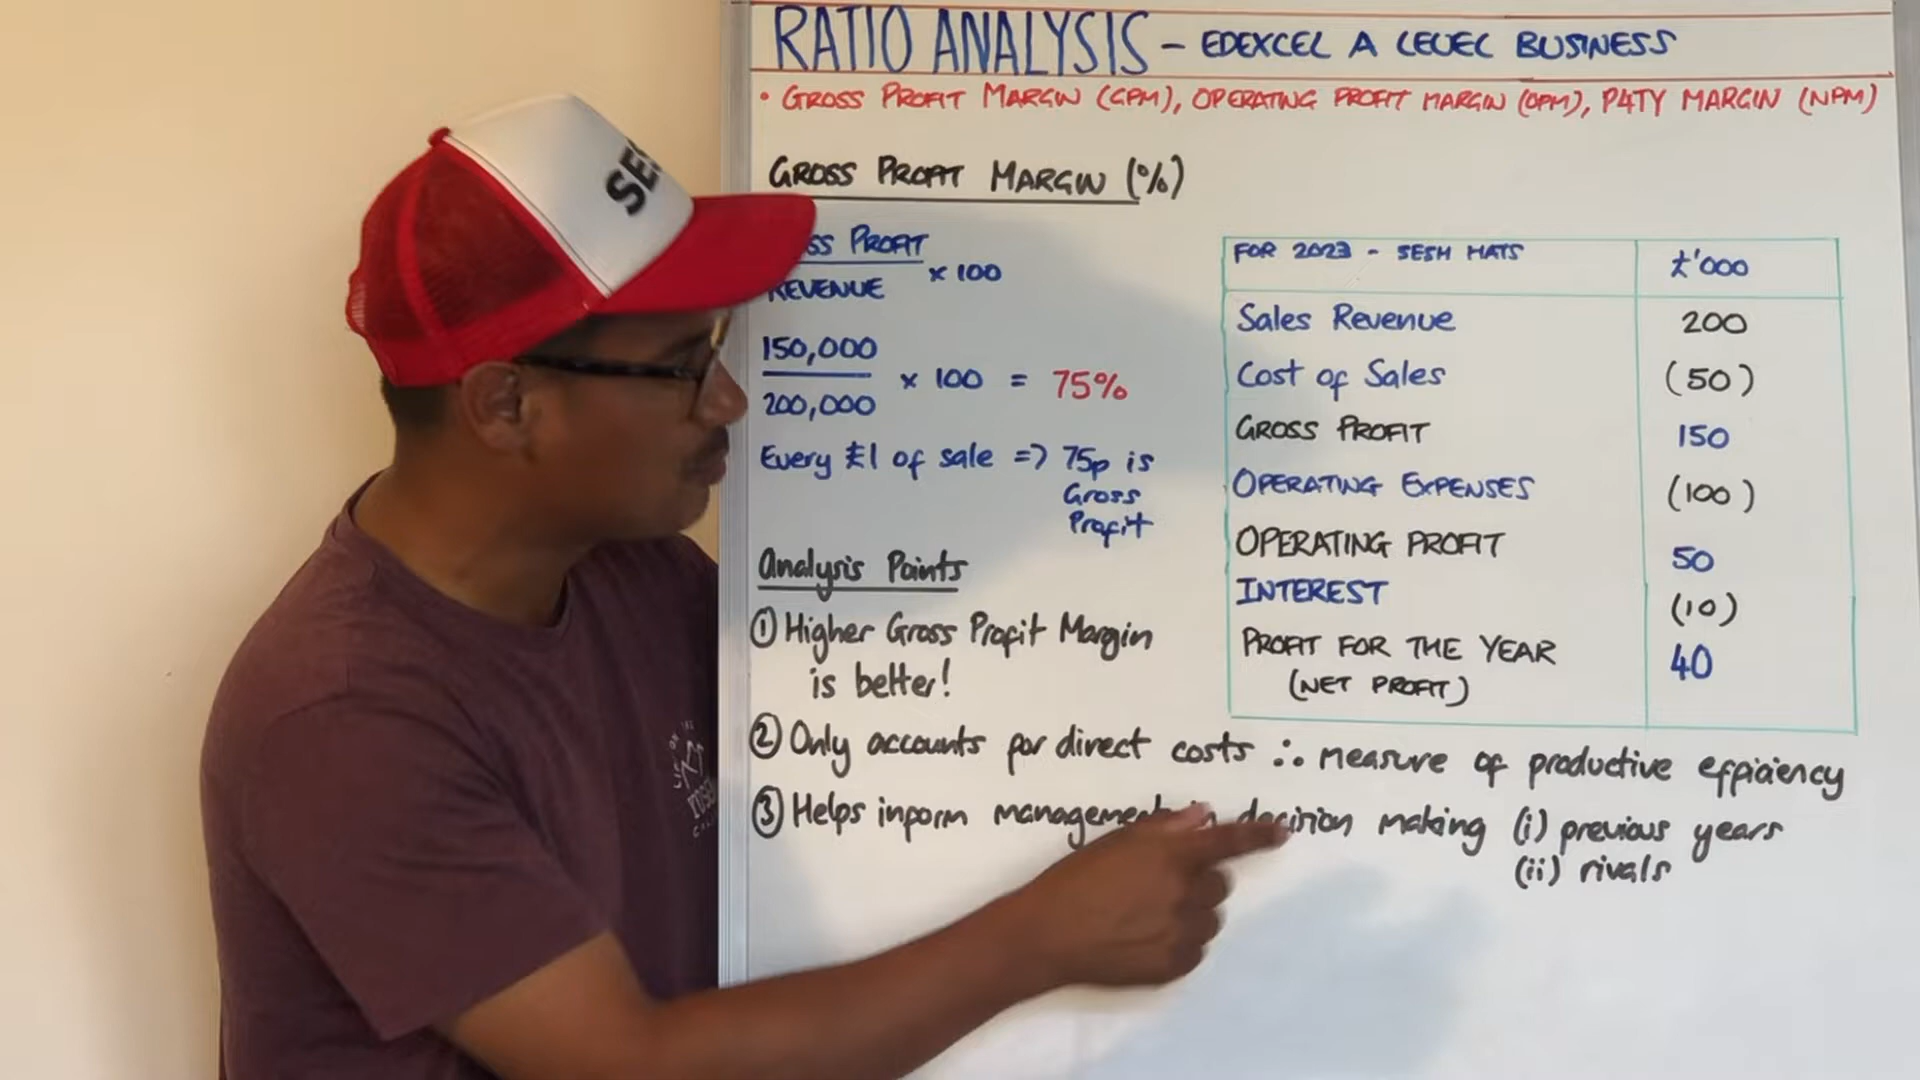 RATIO ANALYSIS - EDEXCEL A LEVEL BUSINESS
• GROSS PROFIT MARGIN (GPM), OPERATING PROFIT MARGIN (OPM), P4TY MARGIN (NPM)
GROSS PROFIT MARGIN (%)
PROFIT
REVENUE
x 100
150,000
200,000
x 100 = 75%
Every £1 of sale => 75p is
Gross
Profit
Analysis Points
① Higher Gross Profit Margin
is better!
② Only accounts for direct costs ∴ measure of productive efficiency
③ Helps inform management decision making (i) previous years
(ii) rivals
FOR 2023 - SESH HATS £'000
Sales Revenue 200
Cost of Sales (50)
GROSS PROFIT 150
OPERATING EXPENSES (100)
OPERATING PROFIT 50
INTEREST (10)
PROFIT FOR THE YEAR 40
(NET PROFIT)